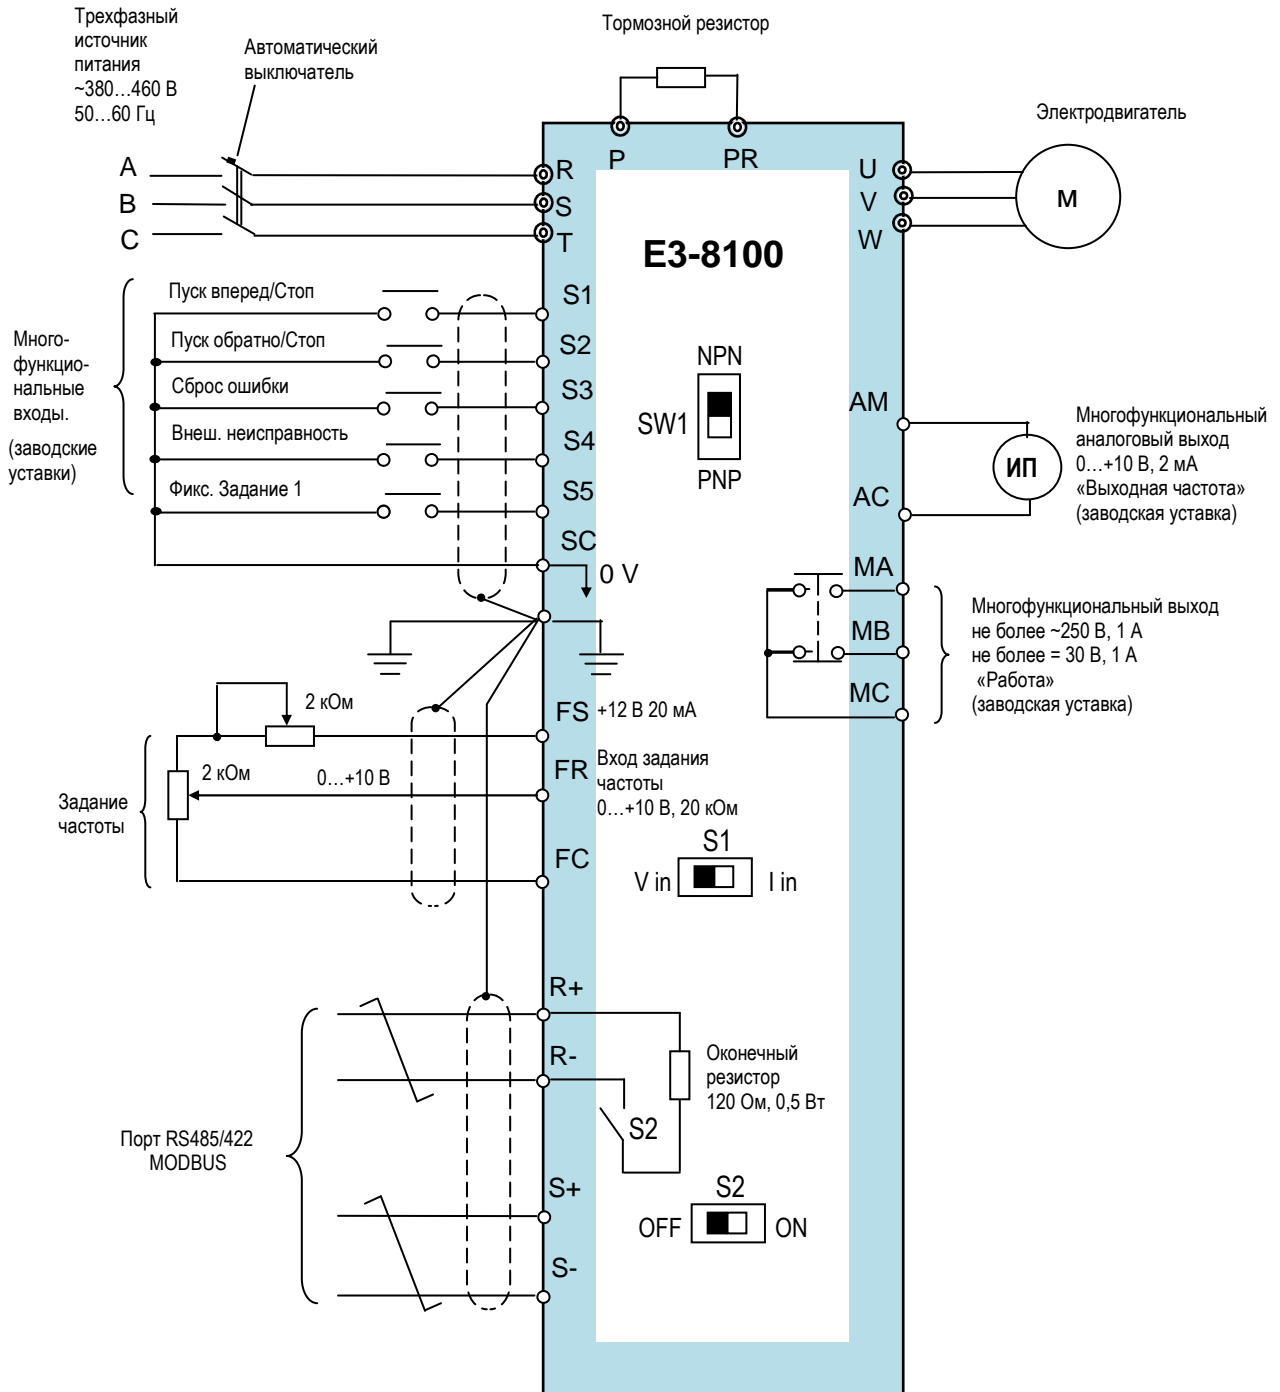 Трехфазный
источник
питания
~380...460 В
50...60 Гц
Автоматический
выключатель
Тормозной резистор
Электродвигатель
P
PR
A
B
C
R
S
T
U
V
W
М
E3-8100
Много-
функцио-
нальные
входы.
(заводские
уставки)
Пуск вперед/Стоп
Пуск обратно/Стоп
Сброс ошибки
Внеш. неисправность
Фикс. Задание 1
S1
S2
S3
S4
S5
SC
0 V
NPN
SW1
PNP
AM
AC
ИП
Многофункциональный
аналоговый выход
0...+10 В, 2 мА
«Выходная частота»
(заводская уставка)
MA
MB
MC
Многофункциональный выход
не более ~250 В, 1 А
не более = 30 В, 1 А
«Работа»
(заводская уставка)
2 кОм
2 кОм
0...+10 В
Задание
частоты
FS
+12 В 20 мА
FR
Вход задания
частоты
0...+10 В, 20 кОм
FC
S1
V in
I in
R+
R-
Оконечный
резистор
120 Ом, 0,5 Вт
S2
Порт RS485/422
MODBUS
S+
S-
S2
OFF
ON